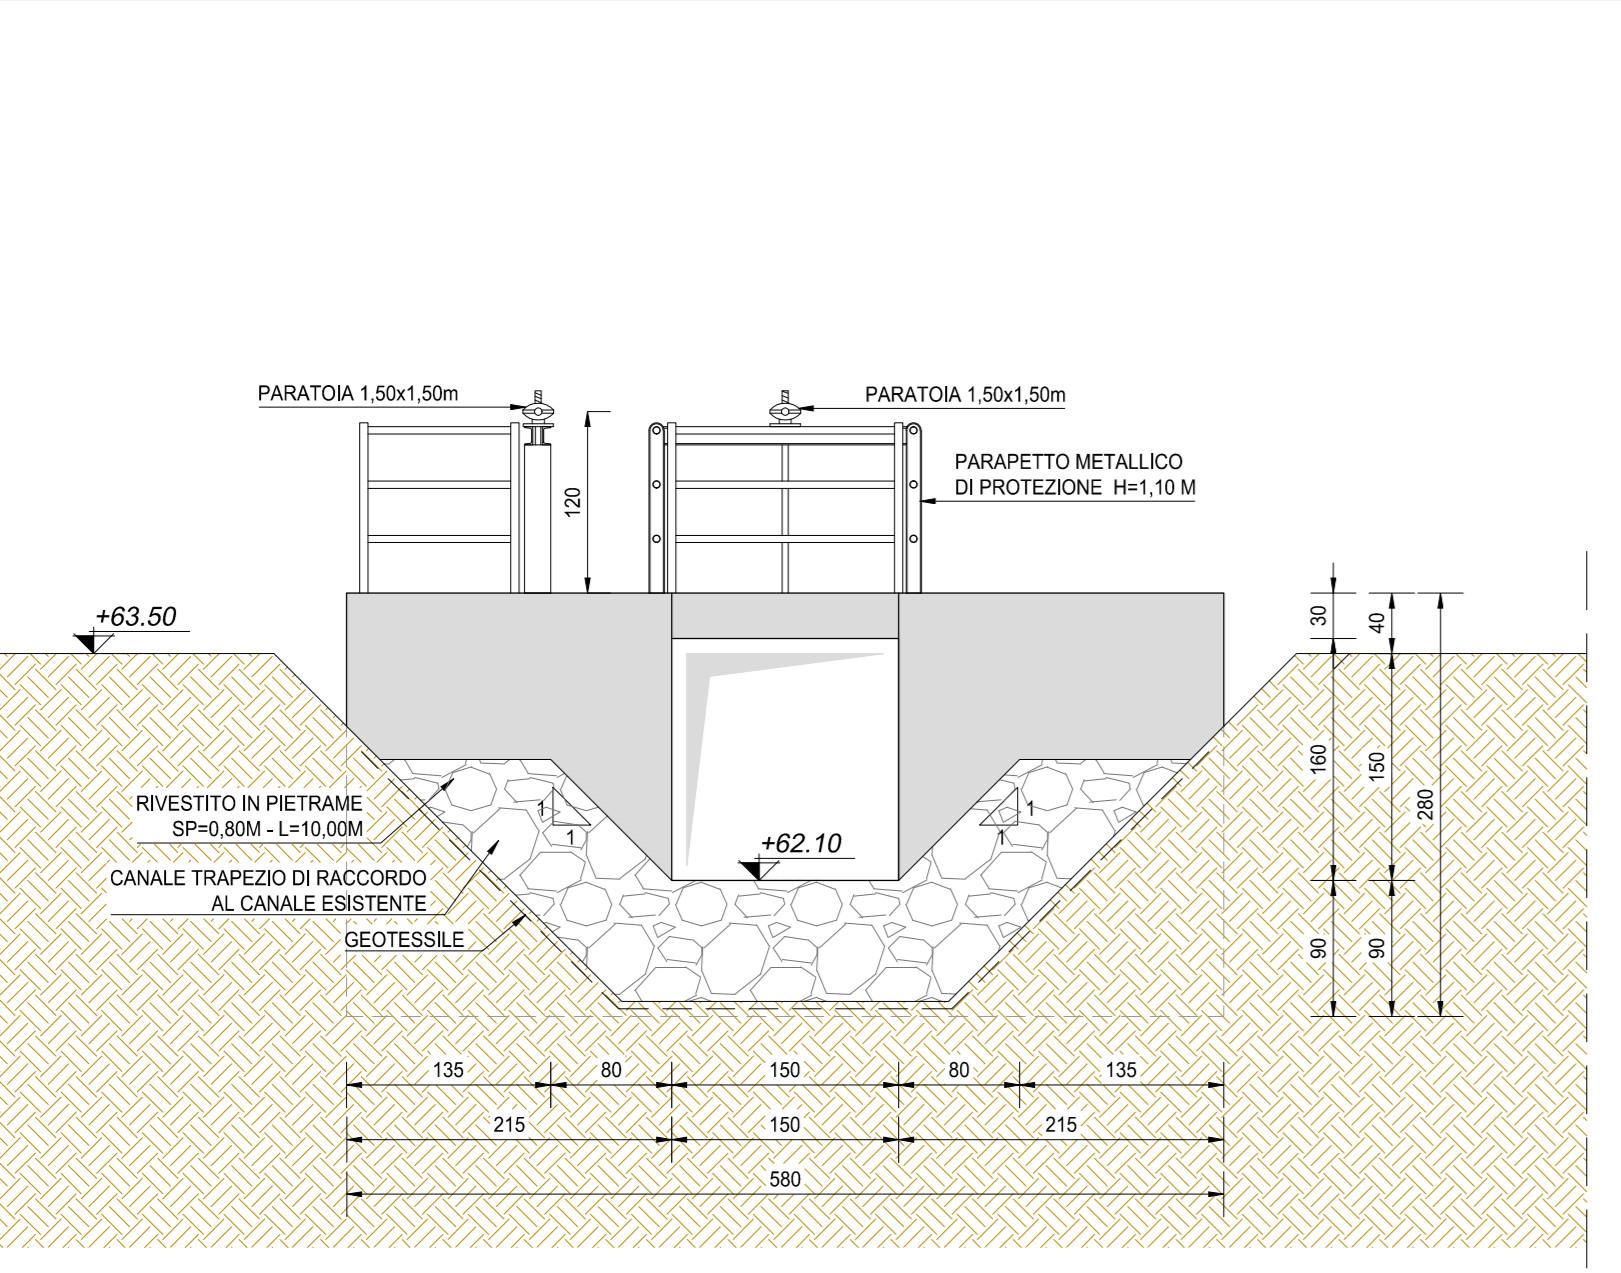 PARATOIA 1,50x1,50m
PARATOIA 1,50x1,50m
PARAPETTO METALLICO
DI PROTEZIONE  H=1,10 M
120
+63.50
30
40
160
150
280
90
90
RIVESTITO IN PIETRAME
SP=0,80M - L=10,00M
1
1
1
1
+62.10
CANALE TRAPEZIO DI RACCORDO
AL CANALE ESISTENTE
GEOTESSILE
135
80
150
80
135
215
150
215
580